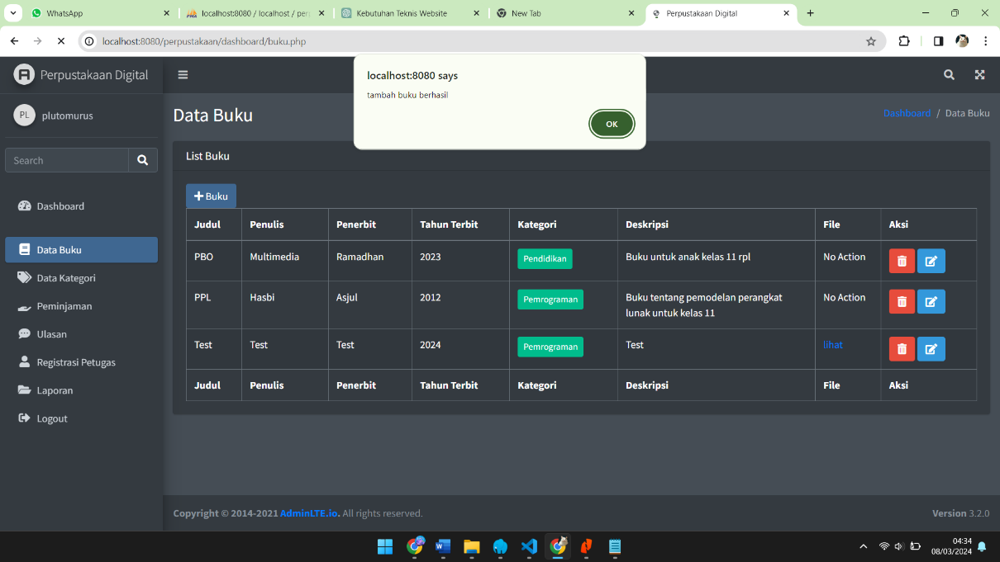 WhatsApp
localhost:8080 / localhost / per
Kebutuhan Teknis Website
New Tab
Perpustakaan Digital
localhost:8080/perpustakaan/dashboard/buku.php
Perpustakaan Digital
localhost:8080 says
tambah buku berhasil
OK
PL plutomurus
Data Buku
Dashboard / Data Buku
Search
List Buku
Buku
Dashboard
Data Buku
Data Kategori
Peminjaman
Ulasan
Registrasi Petugas
Laporan
Logout
Judul Penulis Penerbit Tahun Terbit Kategori Deskripsi File Aksi
PBO Multimedia Ramadhan 2023 Pendidikan Buku untuk anak kelas 11 rpl No Action
PPL Hasbi Asjul 2012 Pemrograman Buku tentang pemodelan perangkat No Action
lunak untuk kelas 11
Test Test Test 2024 Pemrograman Test lihat
Judul Penulis Penerbit Tahun Terbit Kategori Deskripsi File Aksi
Copyright © 2014-2021 AdminLTE.io. All rights reserved.
Version 3.2.0
04:34
08/03/2024